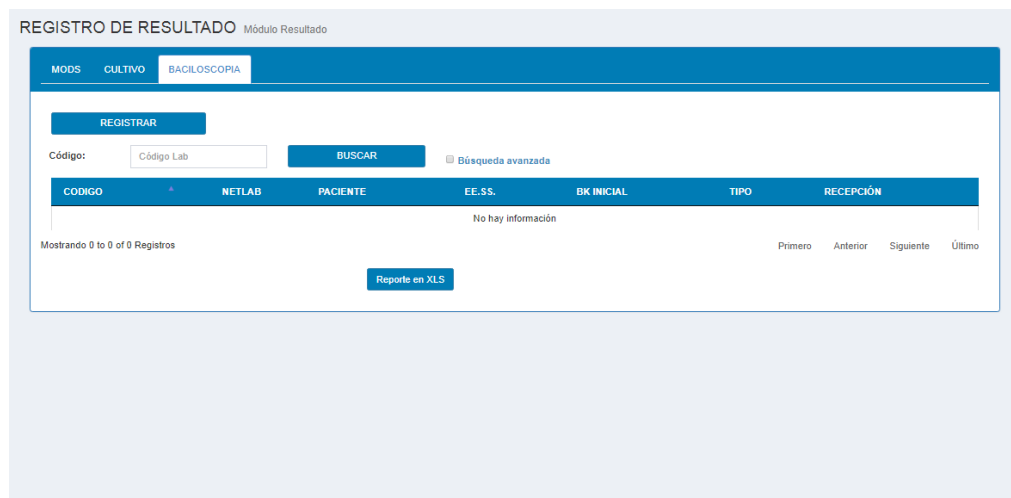 REGISTRO DE RESULTADO Módulo Resultado
MODS CULTIVO BACILOSCOPIA
REGISTRAR
Código: Código Lab BUSCAR Búsqueda avanzada
CODIGO NETLAB PACIENTE EE.SS. BK INICIAL TIPO RECEPCIÓN
No hay información
Mostrando 0 to 0 of 0 Registros Primero Anterior Siguiente Último
Reporte en XLS